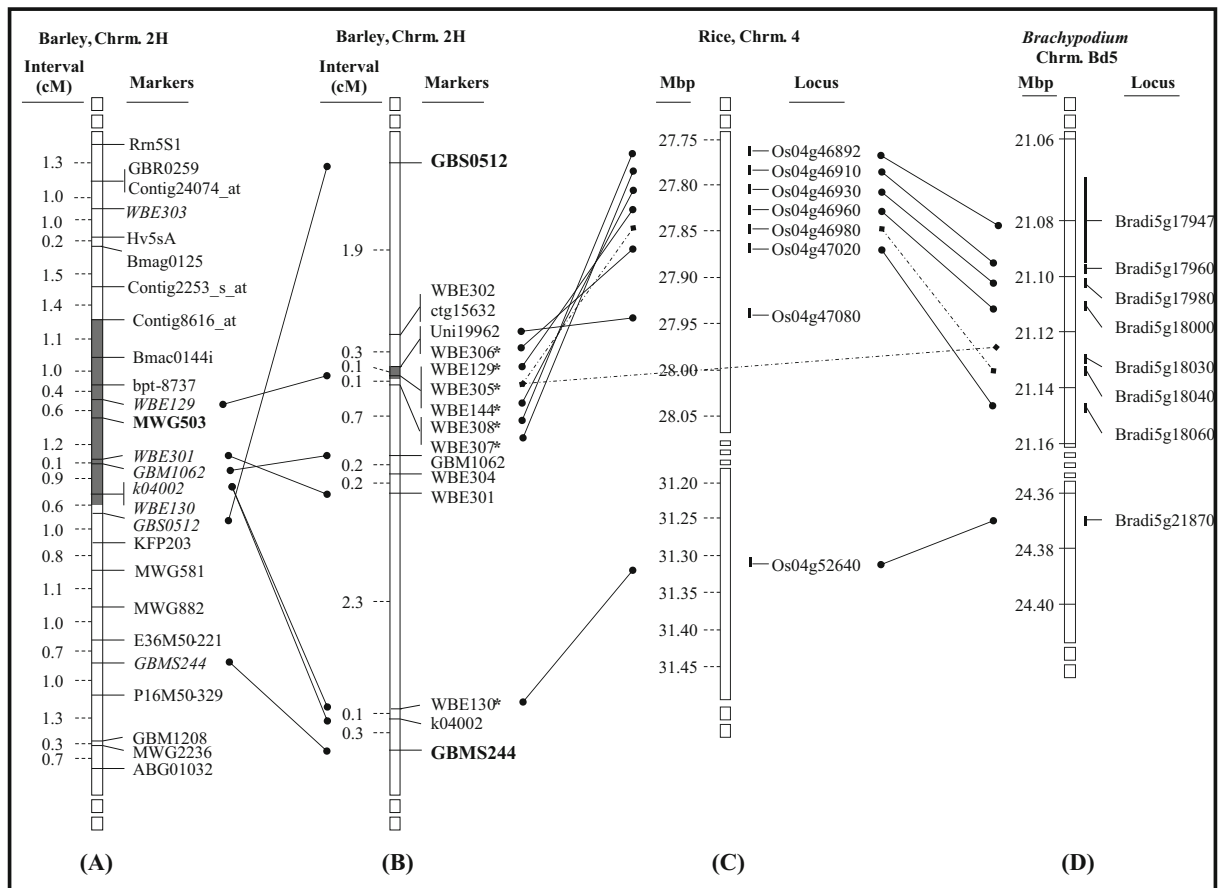 Barley, Chrm. 2H
Interval
(cM)
Markers
Rrn5S1
1.3
GBR0259
Contig24074_at
1.0
WBE303
1.0
Hv5sA
0.2
Bmag0125
1.5
Contig2253_s_at
1.4
Contig8616_at
1.1
Bmac0144i
1.0
bpt-8737
0.4
WBE129
0.6
MWG503
1.2
WBE301
0.1
GBM1062
0.9
k04002
0.6
WBE130
GBS0512
1.0
KFP203
0.8
MWG581
1.1
MWG882
1.0
E36M50-221
0.7
GBMS244
1.0
P16M50-329
1.3
GBM1208
0.3
MWG2236
0.7
ABG01032
(A)
Barley, Chrm. 2H
Interval
(cM)
Markers
GBS0512
1.9
WBE302
ctg15632
Uni19962
0.3
WBE306*
0.1
WBE129*
0.1
WBE305*
WBE144*
0.7
WBE308*
WBE307*
GBM1062
0.2
WBE304
0.2
WBE301
2.3
WBE130*
0.1
k04002
0.3
GBMS244
(B)
Rice, Chrm. 4
Mbp
Locus
27.75
Os04g46892
Os04g46910
27.80
Os04g46930
Os04g46960
27.85
Os04g46980
Os04g47020
27.90
27.95
Os04g47080
28.00
28.05
31.20
31.25
31.30
Os04g52640
31.35
31.40
31.45
(C)
Brachypodium
Chrm. Bd5
Mbp
Locus
21.06
21.08
Bradi5g17947
21.10
Bradi5g17960
Bradi5g17980
21.12
Bradi5g18000
Bradi5g18030
21.14
Bradi5g18040
Bradi5g18060
21.16
24.36
Bradi5g21870
24.38
24.40
(D)